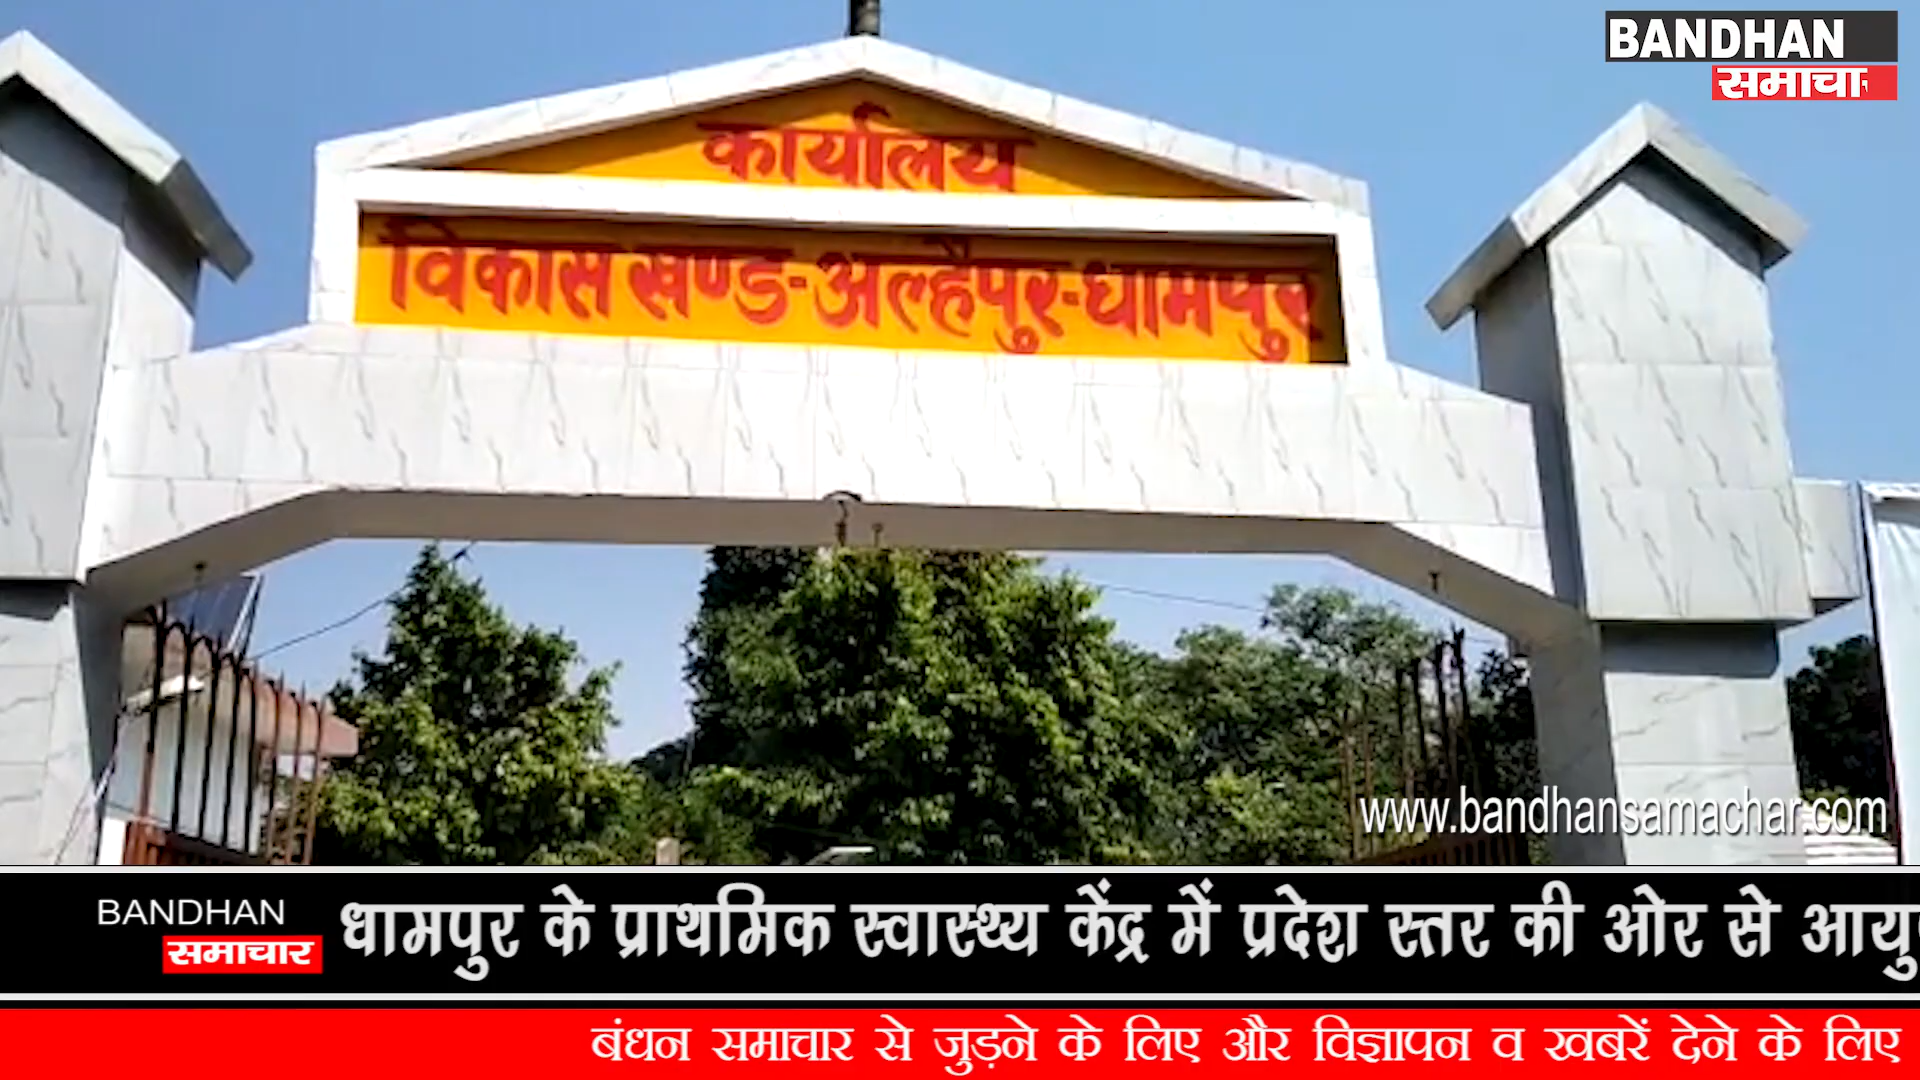 BANDHAN
समाचार
कार्यालय
विकास खण्ड-अल्हैपुर-धामपुर
www.bandhansamachar.com
BANDHAN
समाचार
धामपुर के प्राथमिक स्वास्थ्य केंद्र में प्रदेश स्तर की ओर से
बंधन समाचार से जुड़ने के लिए और विज्ञापन व खबरें देने के लिए